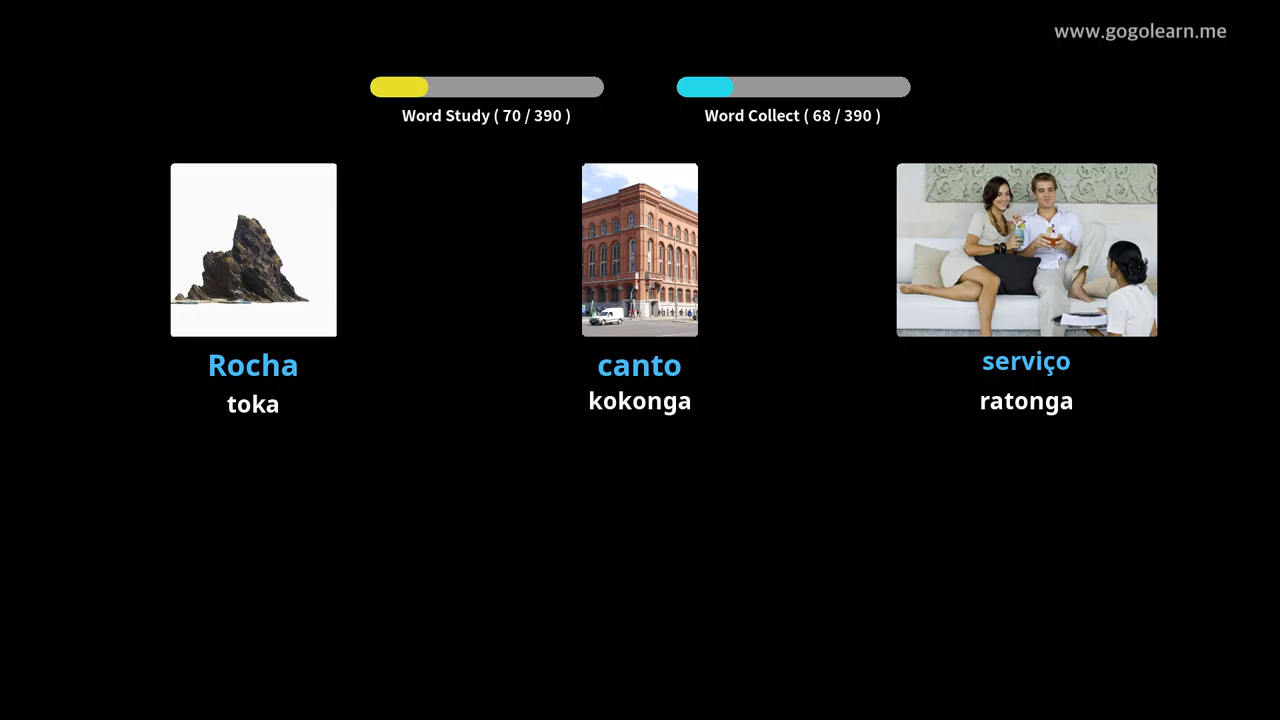 www.gogolearn.me
Word Study ( 70 / 390 )
Word Collect ( 68 / 390 )
Rocha
toka
canto
kokonga
serviço
ratonga